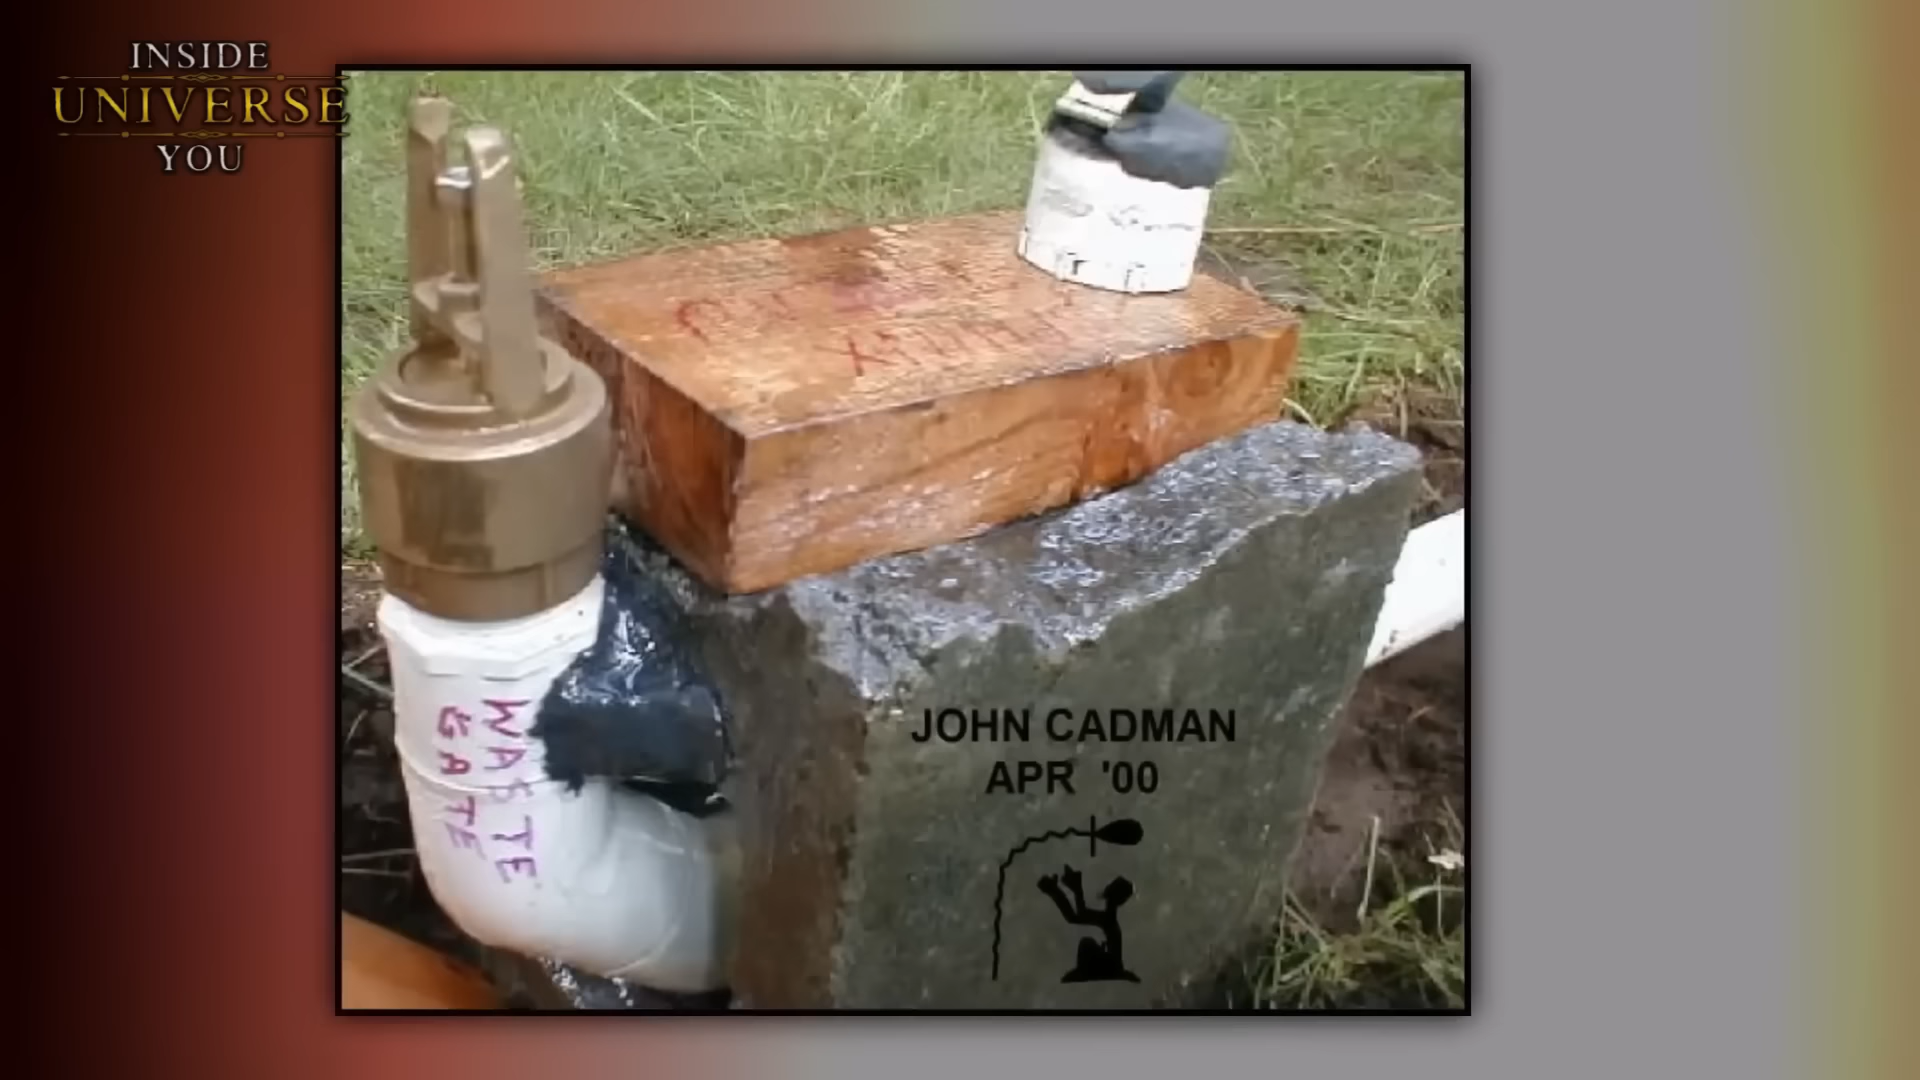 INSIDE
UNIVERSE
YOU
WASTE
GATE
JOHN CADMAN
APR '00